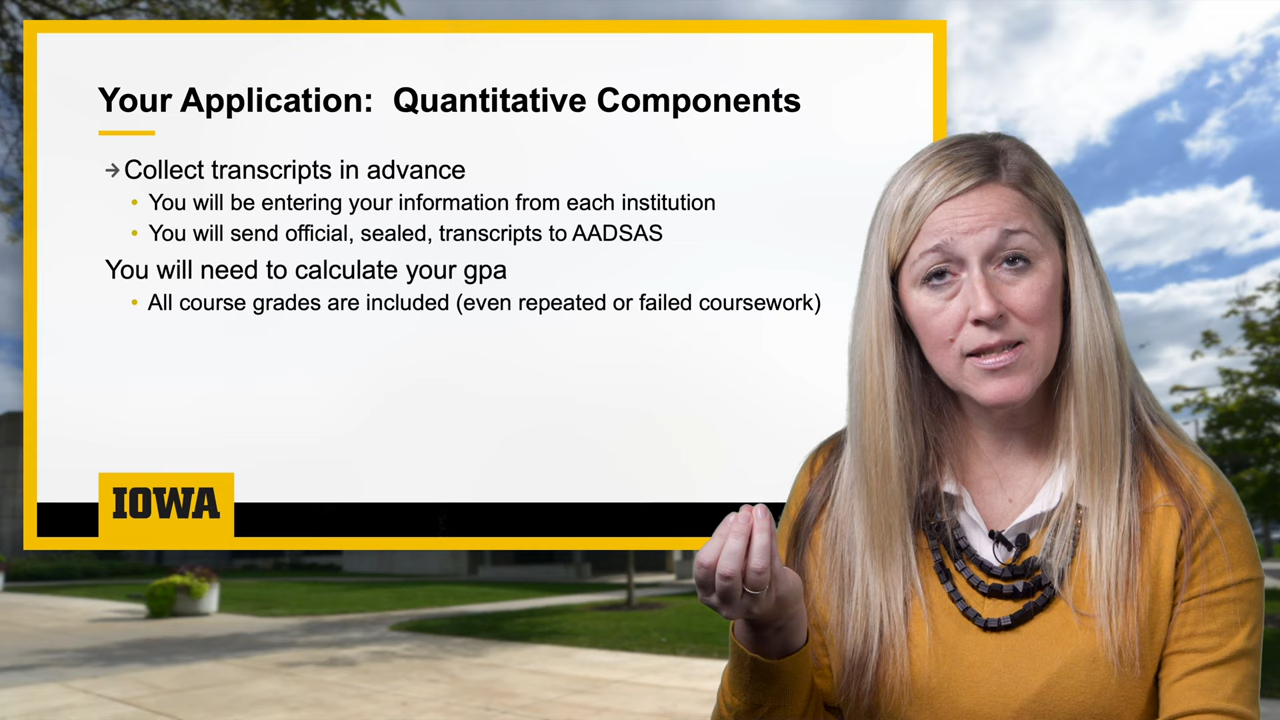 Your Application: Quantitative Components
→ Collect transcripts in advance
• You will be entering your information from each institution
• You will send official, sealed, transcripts to AADSAS
You will need to calculate your gpa
• All course grades are included (even repeated or failed coursework)
IOWA